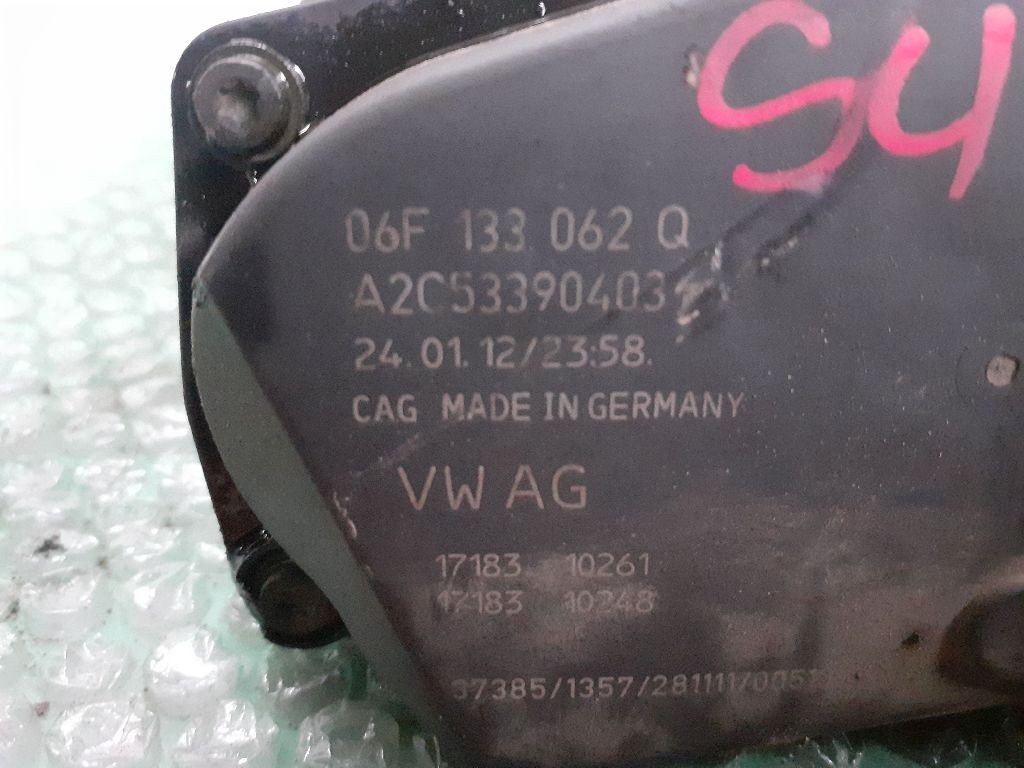 S4
06F 133 062 Q
A2C53390403
24.01.12/23:58.
CAG MADE IN GERMANY
VW AG
17183 10261
17183 10248